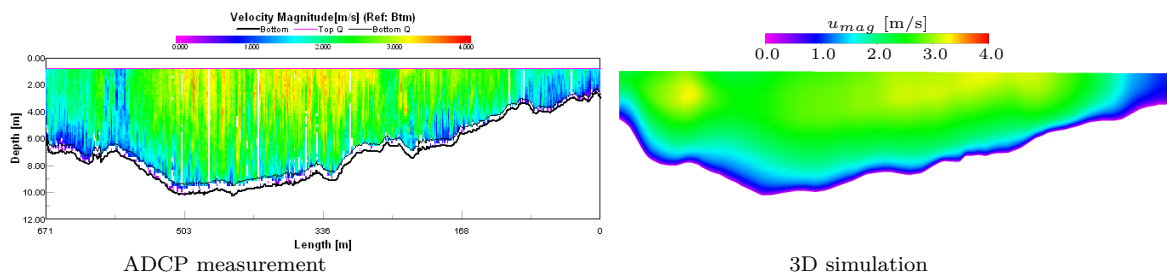 Velocity Magnitude[m/s] (Ref: Btm)
Bottom Top Q Bottom Q
0.000 1.000 2.000 3.000 4.000
0.00
2.00
4.00
6.00
8.00
10.00
12.00
Depth [m]
671 503 336 168 0
Length [m]
ADCP measurement
u_mag [m/s]
0.0 1.0 2.0 3.0 4.0
3D simulation